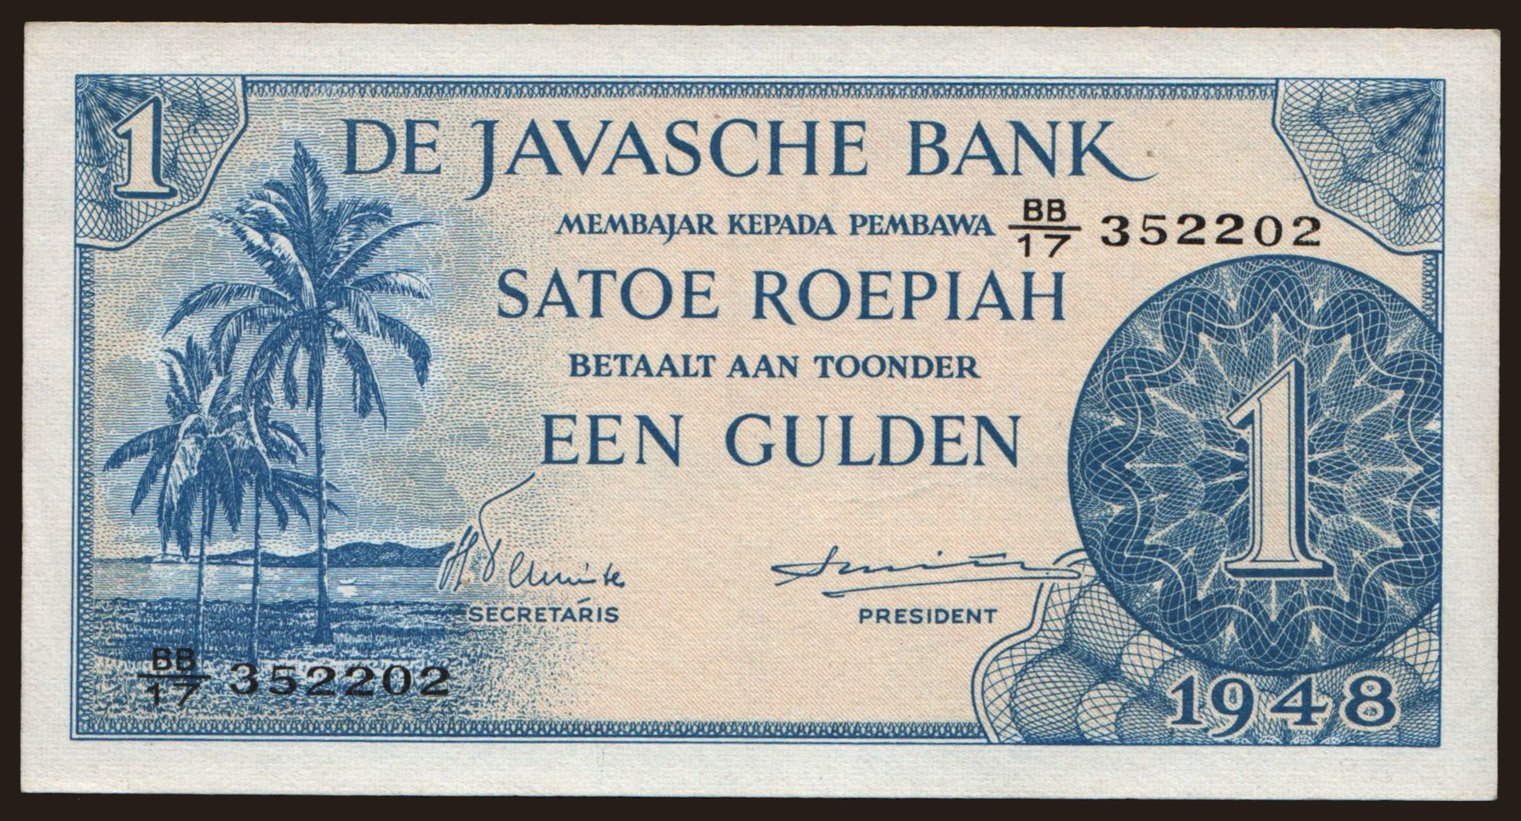 1
DE JAVASCHE BANK
MEMBAJAR KEPADA PEMBAWA BB/17 352202
SATOE ROEPIAH
BETAALT AAN TOONDER
EEN GULDEN
1
SECRETARIS
PRESIDENT
BB/17 352202
1948